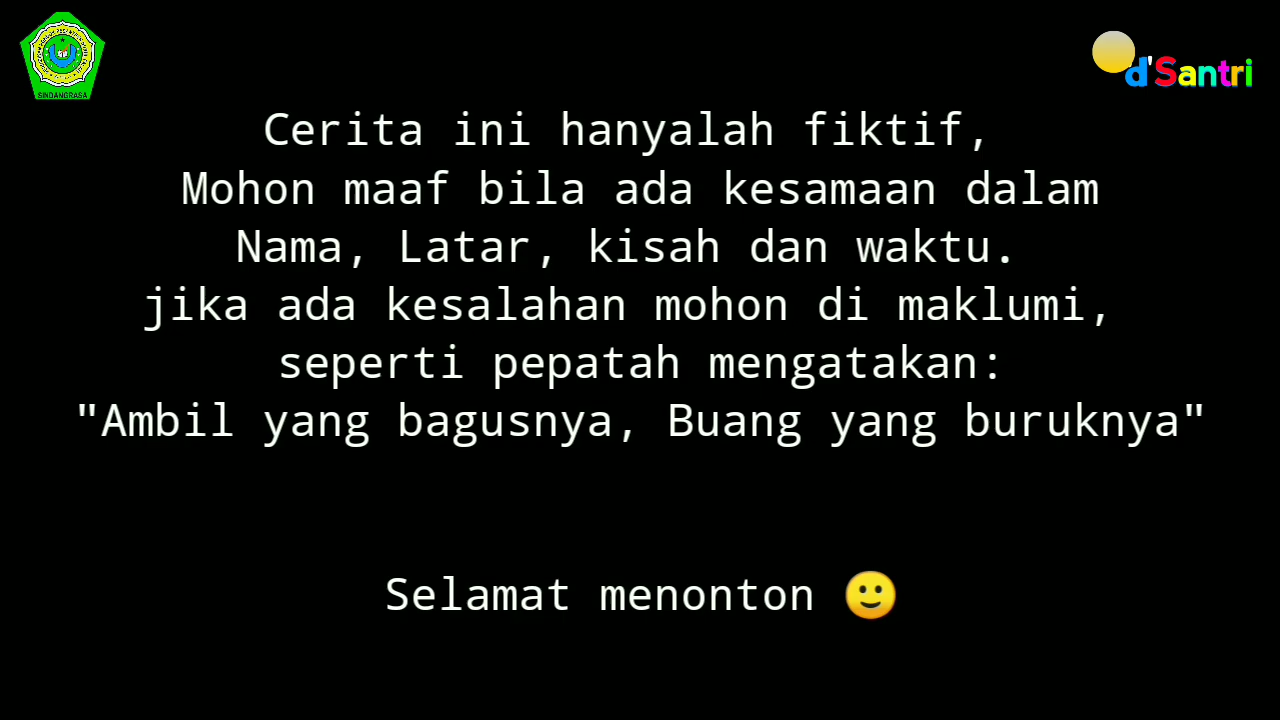 SINDANGRASA
d'Santri
Cerita ini hanyalah fiktif,
Mohon maaf bila ada kesamaan dalam
Nama, Latar, kisah dan waktu.
jika ada kesalahan mohon di maklumi,
seperti pepatah mengatakan:
"Ambil yang bagusnya, Buang yang buruknya"
Selamat menonton 🙂